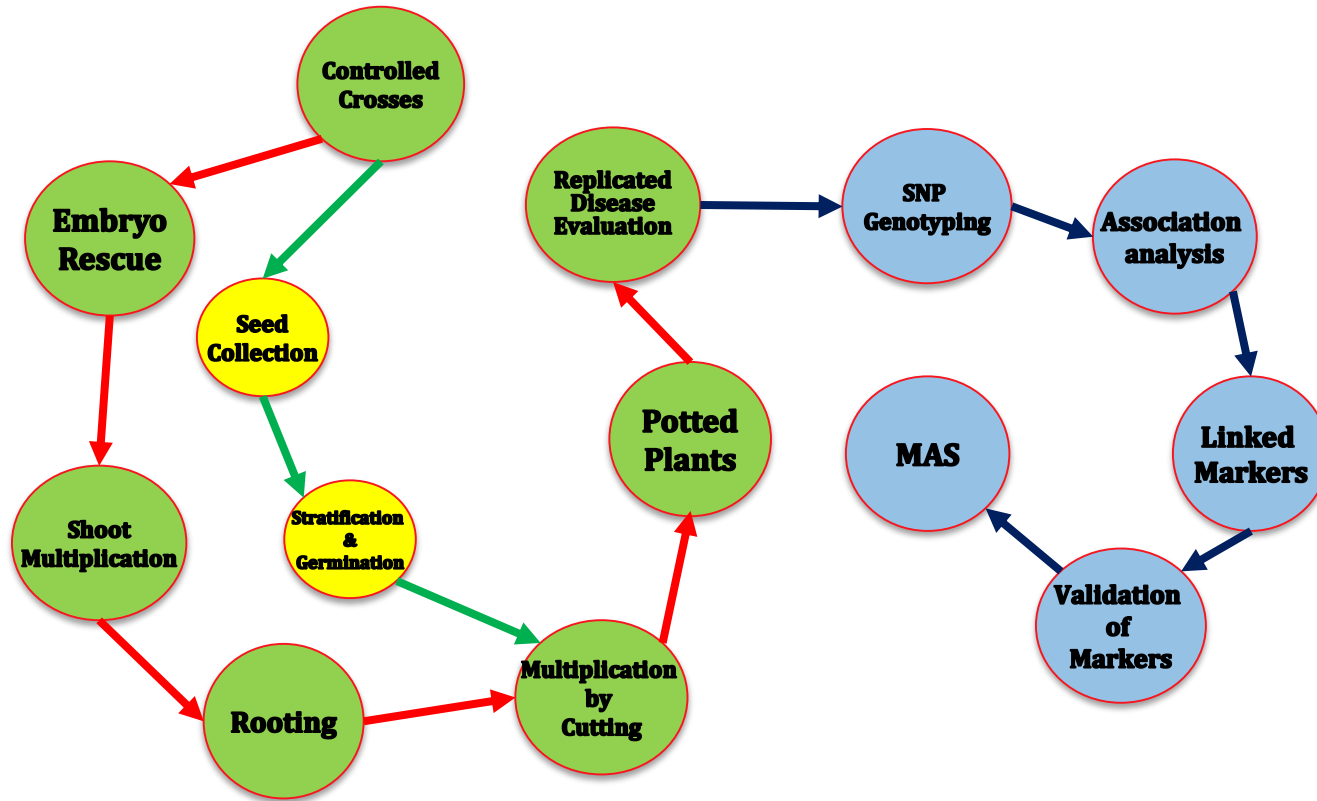 Controlled
Crosses
Embryo
Rescue
Seed
Collection
Shoot
Multiplication
Stratification
&
Germination
Rooting
Multiplication
by
Cutting
Potted
Plants
Replicated
Disease
Evaluation
SNP
Genotyping
Association
analysis
Linked
Markers
Validation
of
Markers
MAS